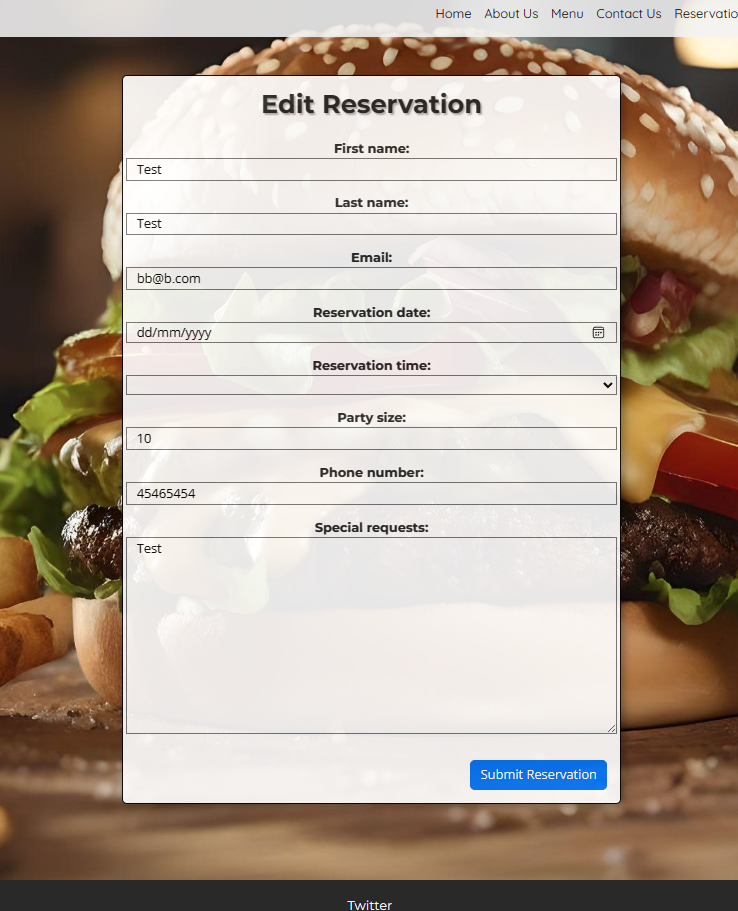 Home About Us Menu Contact Us Reservatio
Edit Reservation
First name:
Test
Last name:
Test
Email:
bb@b.com
Reservation date:
dd/mm/yyyy
Reservation time:
Party size:
10
Phone number:
45465454
Special requests:
Test
Submit Reservation
Twitter